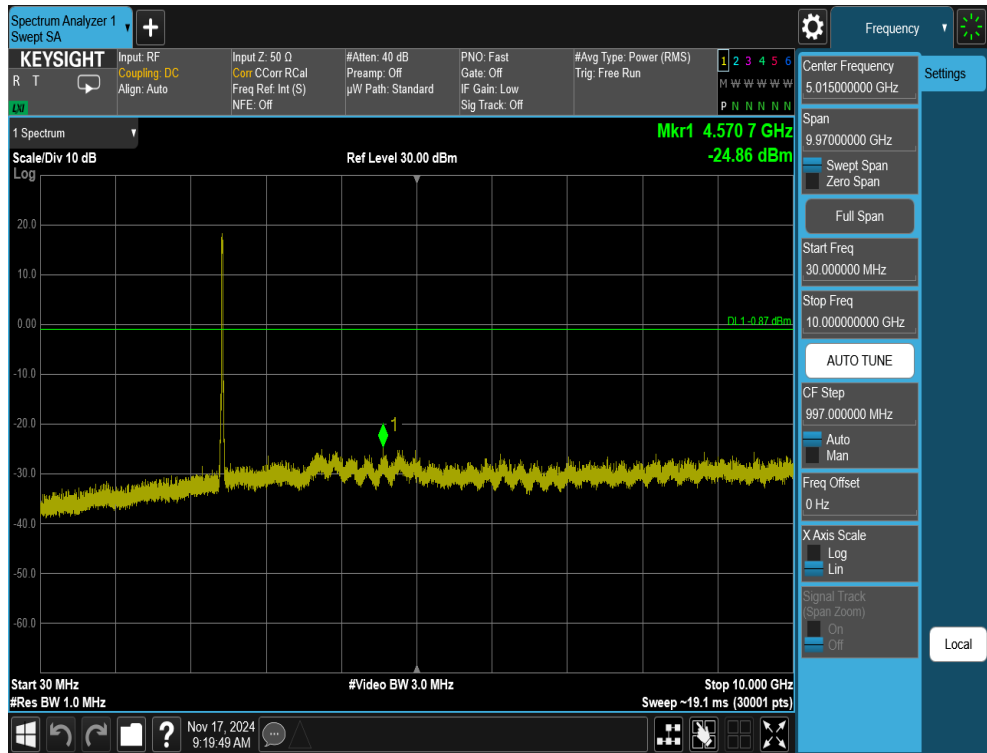 Spectrum Analyzer 1
Swept SA
+
Frequency
KEYSIGHT
R T
LXI
Input: RF
Coupling: DC
Align: Auto
Input Z: 50 Ω
Corr CCorr RCal
Freq Ref: Int (S)
NFE: Off
#Atten: 40 dB
Preamp: Off
µW Path: Standard
PNO: Fast
Gate: Off
IF Gain: Low
Sig Track: Off
#Avg Type: Power (RMS)
Trig: Free Run
1 2 3 4 5 6
M W W W W W
P N N N N N
1 Spectrum
Scale/Div 10 dB
Log
Ref Level 30.00 dBm
Mkr1 4.570 7 GHz
-24.86 dBm
20.0
10.0
0.00
-10.0
-20.0
-30.0
-40.0
-50.0
-60.0
DL1 -0.87 dBm
1
Start 30 MHz
#Res BW 1.0 MHz
#Video BW 3.0 MHz
Stop 10.000 GHz
Sweep ~19.1 ms (30001 pts)
Center Frequency
5.015000000 GHz
Span
9.97000000 GHz
Swept Span
Zero Span
Full Span
Start Freq
30.000000 MHz
Stop Freq
10.000000000 GHz
AUTO TUNE
CF Step
997.000000 MHz
Auto
Man
Freq Offset
0 Hz
X Axis Scale
Log
Lin
Signal Track
(Span Zoom)
On
Off
Settings
Local
?
Nov 17, 2024
9:19:49 AM